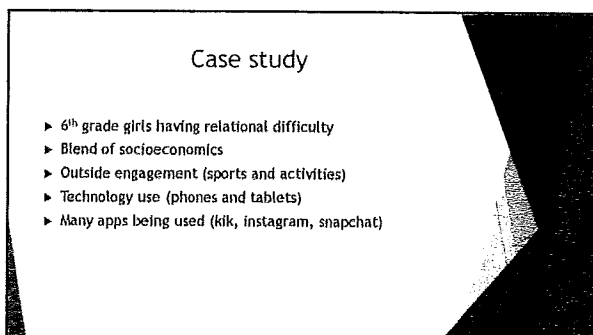 Case study
▶ 6th grade girls having relational difficulty
▶ Blend of socioeconomics
▶ Outside engagement (sports and activities)
▶ Technology use (phones and tablets)
▶ Many apps being used (kik, instagram, snapchat)